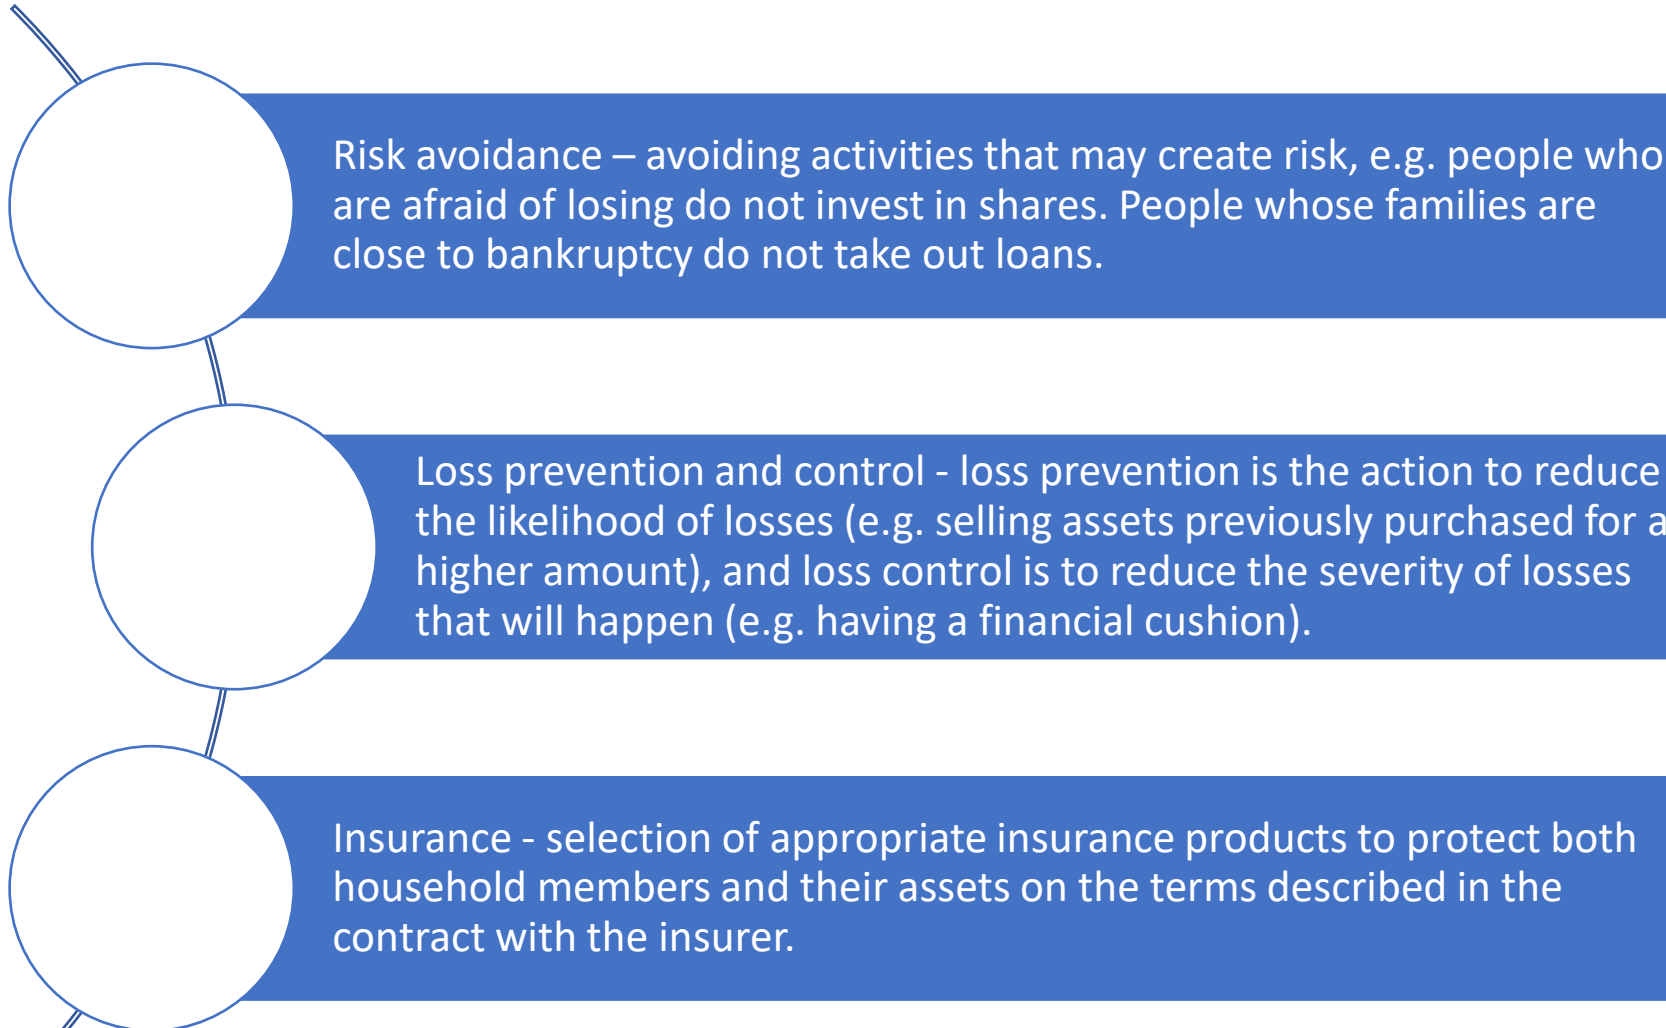 Risk avoidance – avoiding activities that may create risk, e.g. people who
are afraid of losing do not invest in shares. People whose families are
close to bankruptcy do not take out loans.
Loss prevention and control - loss prevention is the action to reduce
the likelihood of losses (e.g. selling assets previously purchased for a
higher amount), and loss control is to reduce the severity of losses
that will happen (e.g. having a financial cushion).
Insurance - selection of appropriate insurance products to protect both
household members and their assets on the terms described in the
contract with the insurer.